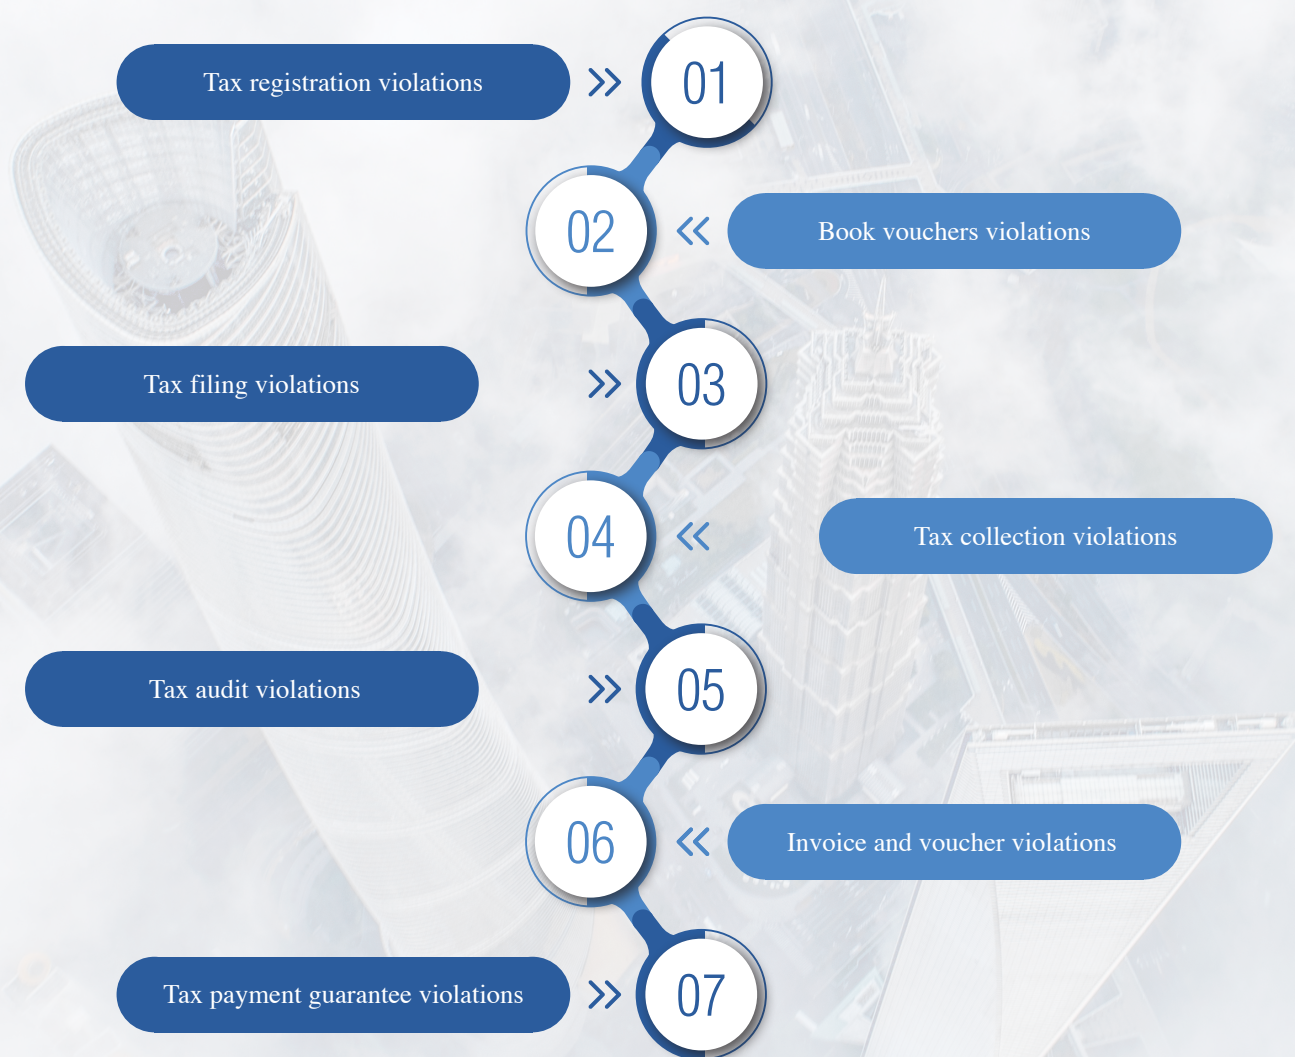 Tax registration violations
01
02
Book vouchers violations
Tax filing violations
03
04
Tax collection violations
Tax audit violations
05
06
Invoice and voucher violations
Tax payment guarantee violations
07